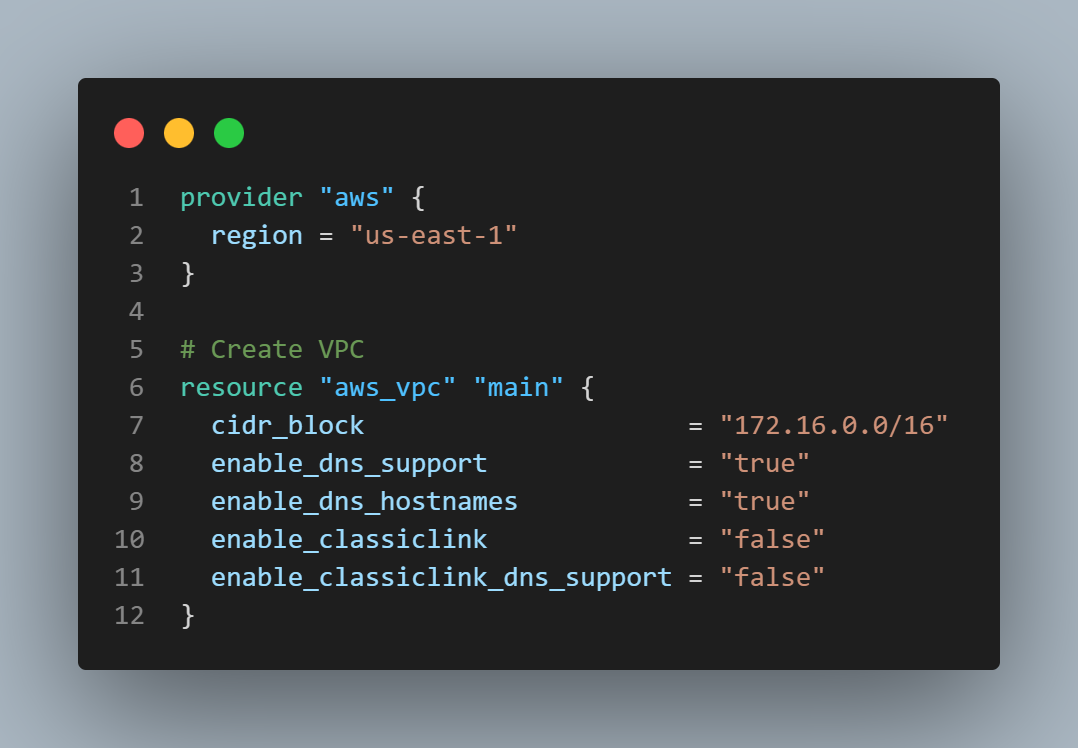 1 provider "aws" {
2   region = "us-east-1"
3 }
4
5 # Create VPC
6 resource "aws_vpc" "main" {
7   cidr_block                     = "172.16.0.0/16"
8   enable_dns_support             = "true"
9   enable_dns_hostnames           = "true"
10   enable_classiclink             = "false"
11   enable_classiclink_dns_support = "false"
12 }